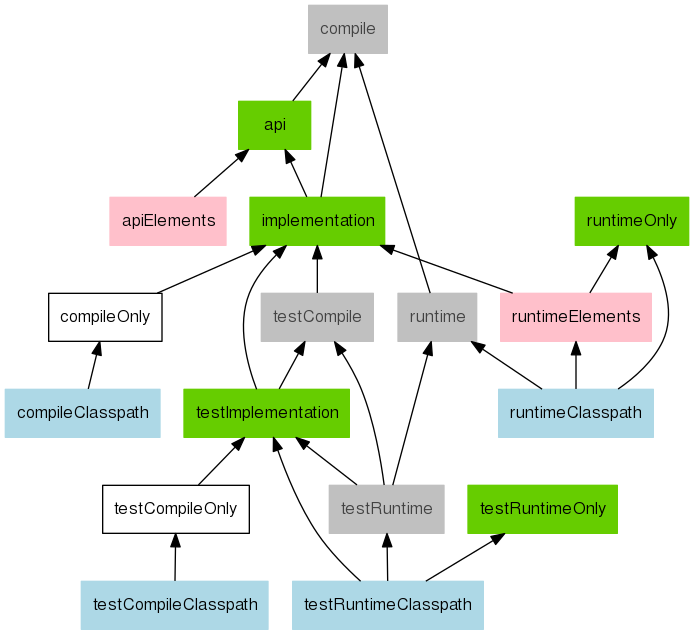 compile
api
apiElements
implementation
runtimeOnly
compileOnly
testCompile
runtime
runtimeElements
compileClasspath
testImplementation
runtimeClasspath
testCompileOnly
testRuntime
testRuntimeOnly
testCompileClasspath
testRuntimeClasspath